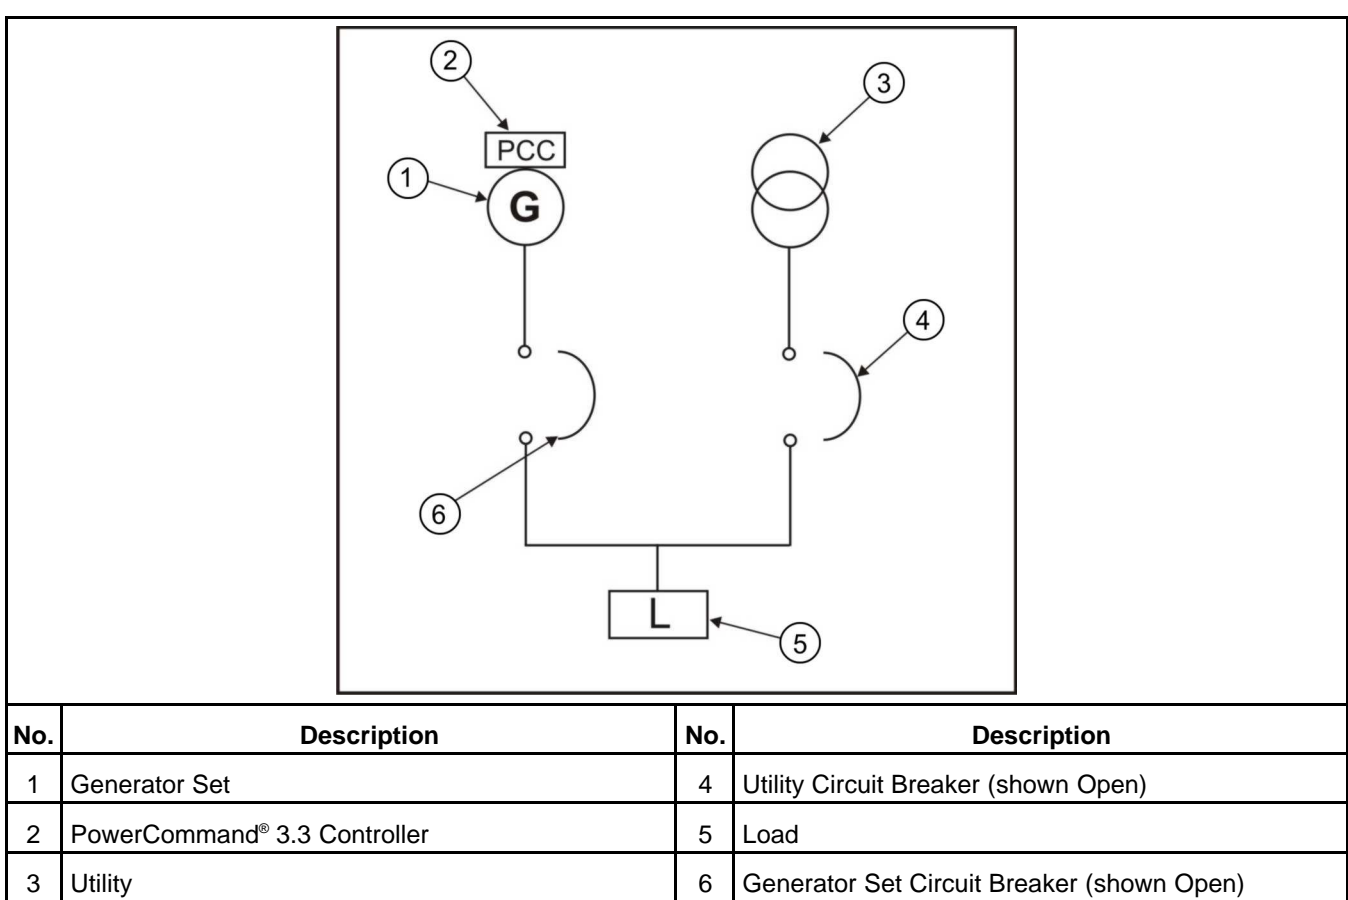 2
3
PCC
1
G
4
6
L
5
No. Description No. Description
1 Generator Set 4 Utility Circuit Breaker (shown Open)
2 PowerCommand® 3.3 Controller 5 Load
3 Utility 6 Generator Set Circuit Breaker (shown Open)